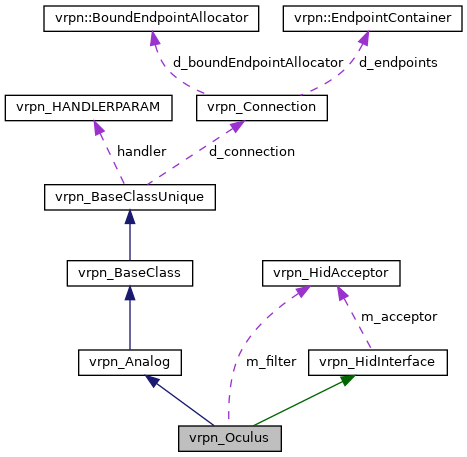 vrpn::BoundEndpointAllocator
vrpn::EndpointContainer
d_boundEndpointAllocator
d_endpoints
vrpn_HANDLERPARAM
vrpn_Connection
handler
d_connection
vrpn_BaseClassUnique
vrpn_BaseClass
vrpn_HidAcceptor
m_acceptor
vrpn_Analog
m_filter
vrpn_HidInterface
vrpn_Oculus